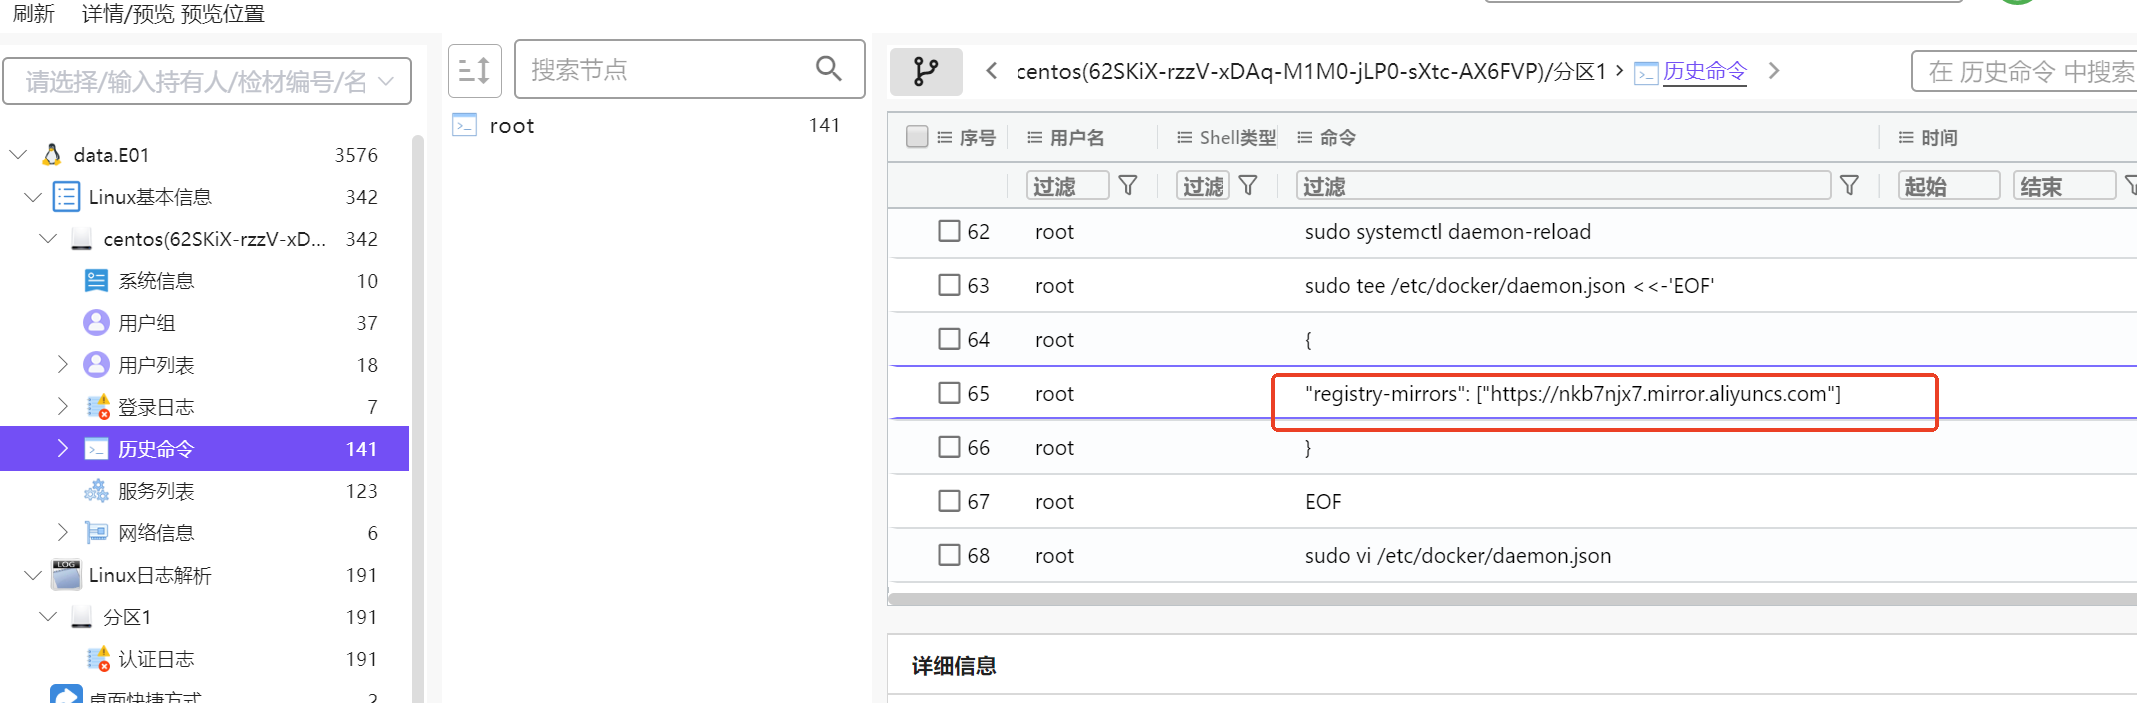 刷新 详情/预览 预览位置
请选择/输入持有人/检材编号/名
data.E01 3576
Linux基本信息 342
centos(62SKiX-rzzV-xD... 342
系统信息 10
用户组 37
用户列表 18
登录日志 7
历史命令 141
服务列表 123
网络信息 6
Linux日志解析 191
分区1 191
认证日志 191
桌面快捷方式 2
搜索节点
root 141
centos(62SKiX-rzzV-xDAq-M1M0-jLP0-sXtc-AX6FVP)/分区1 › 历史命令
在 历史命令 中搜索
序号 用户名 Shell类型 命令 时间
过滤 过滤 过滤 起始 结束
62 root sudo systemctl daemon-reload
63 root sudo tee /etc/docker/daemon.json <<-'EOF'
64 root {
65 root "registry-mirrors": ["https://nkb7njx7.mirror.aliyuncs.com"]
66 root }
67 root EOF
68 root sudo vi /etc/docker/daemon.json
详细信息